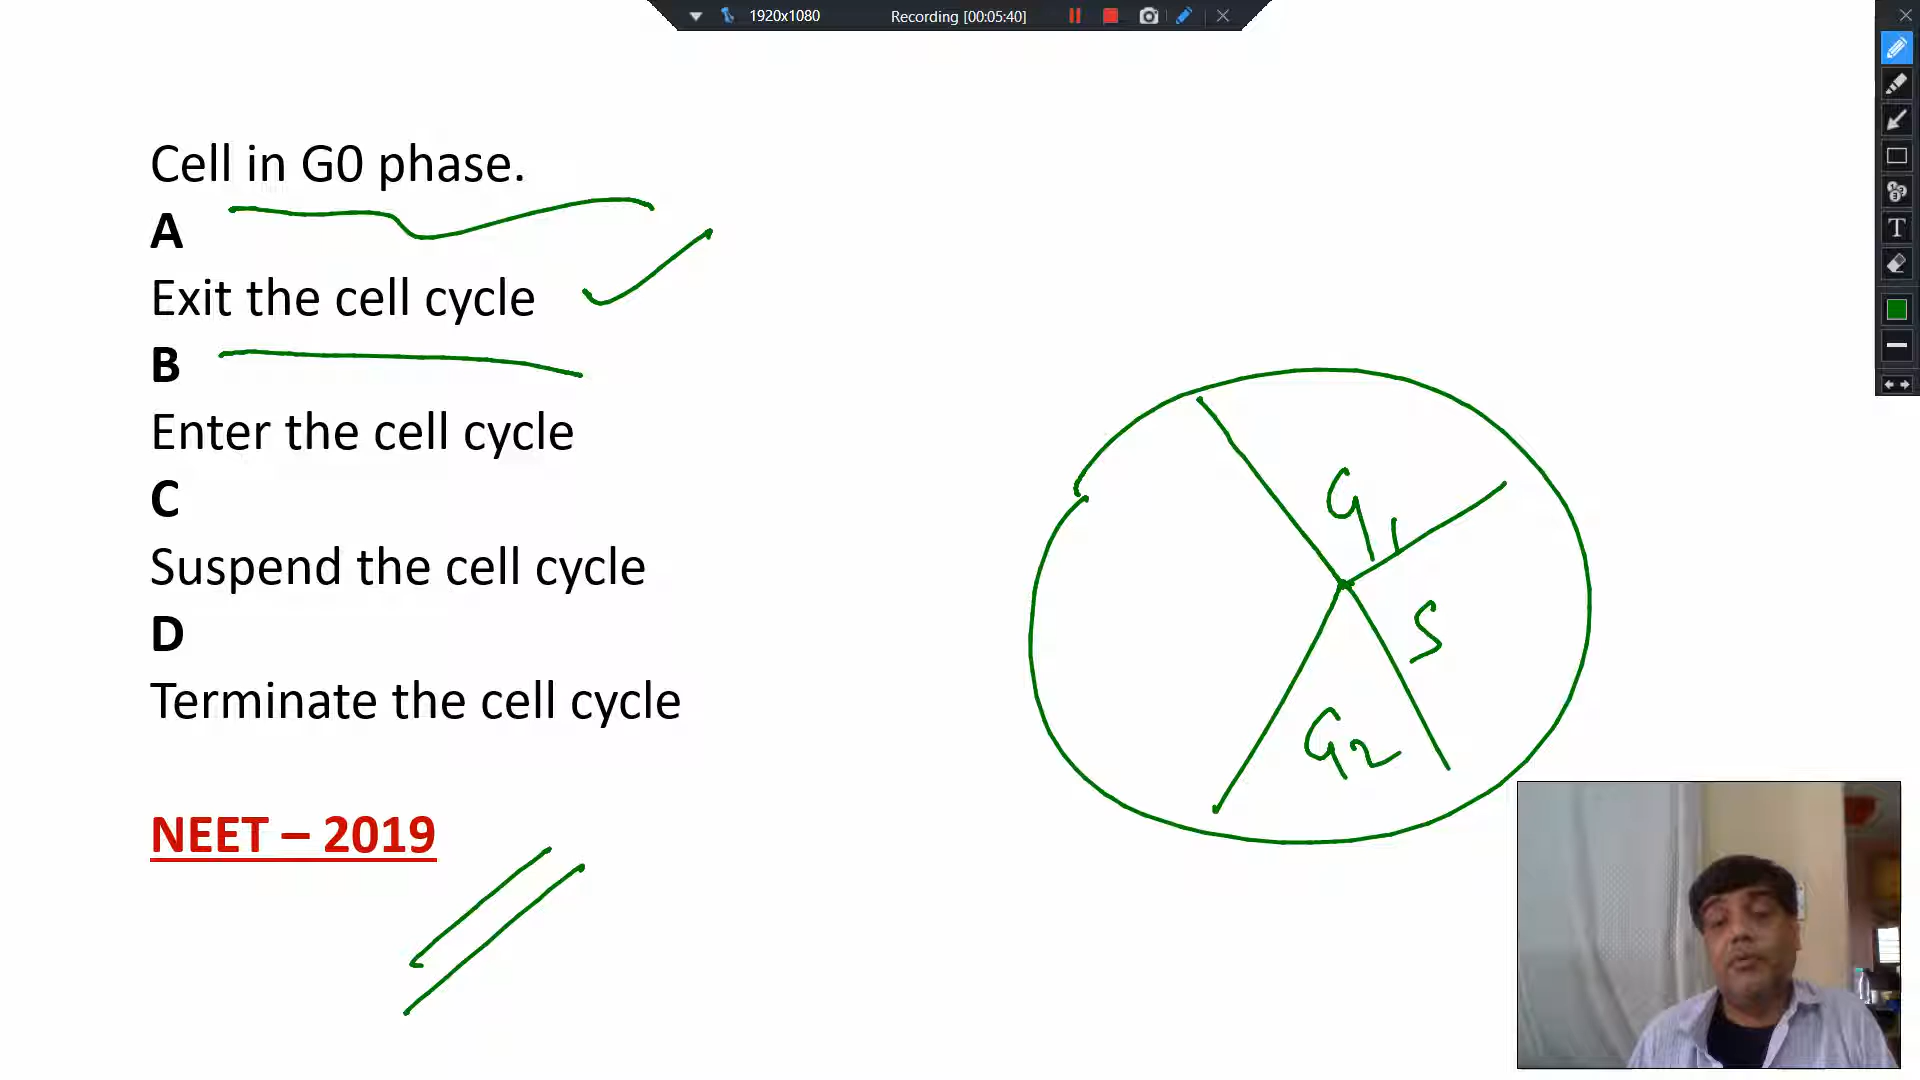 1920x1080 Recording [00:05:40]
Cell in G0 phase.
A
Exit the cell cycle
B
Enter the cell cycle
C
Suspend the cell cycle
D
Terminate the cell cycle
NEET – 2019
G1
S
G2
T